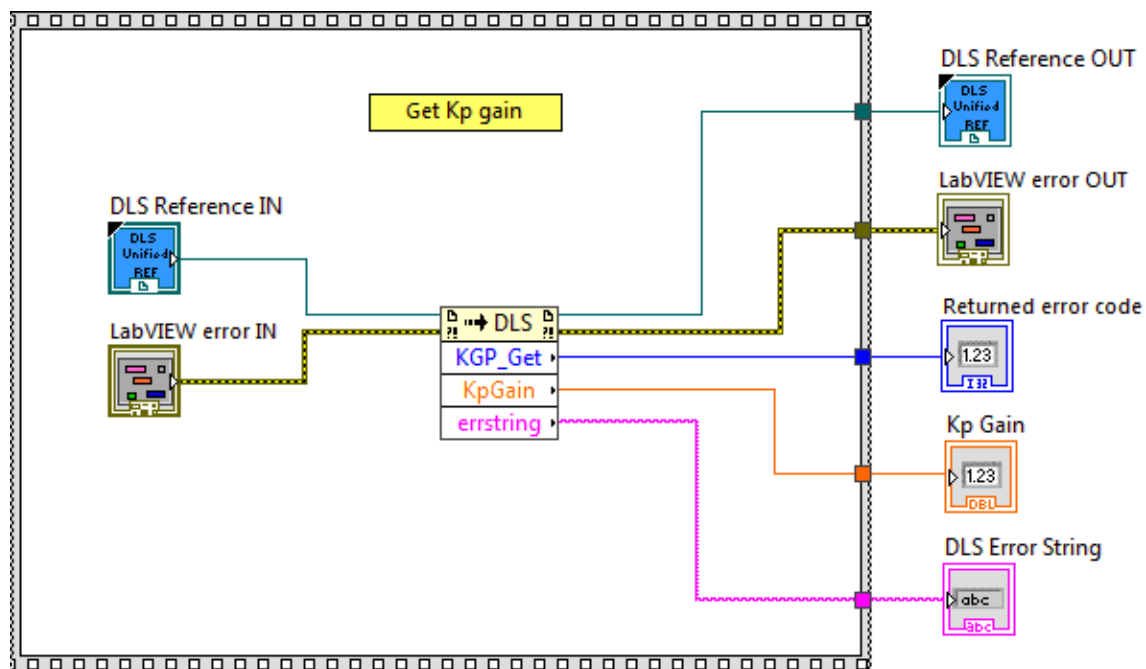 DLS Reference OUT
DLS
Unified
REF
Get Kp gain
LabVIEW error OUT
DLS Reference IN
DLS
Unified
REF
LabVIEW error IN
?! DLS ?!
KGP_Get
KpGain
errstring
Returned error code
1.23
I32
Kp Gain
1.23
DBL
DLS Error String
abc
abc